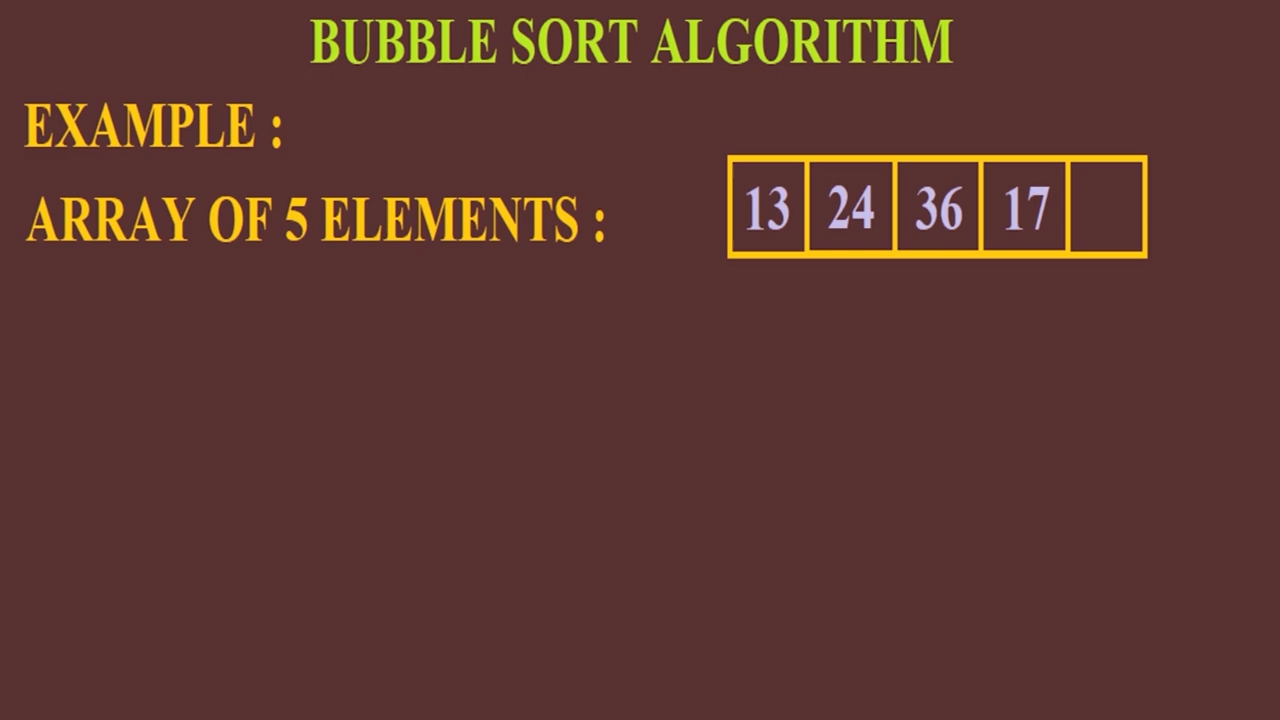 BUBBLE SORT ALGORITHM
EXAMPLE :
ARRAY OF 5 ELEMENTS : 13 24 36 17